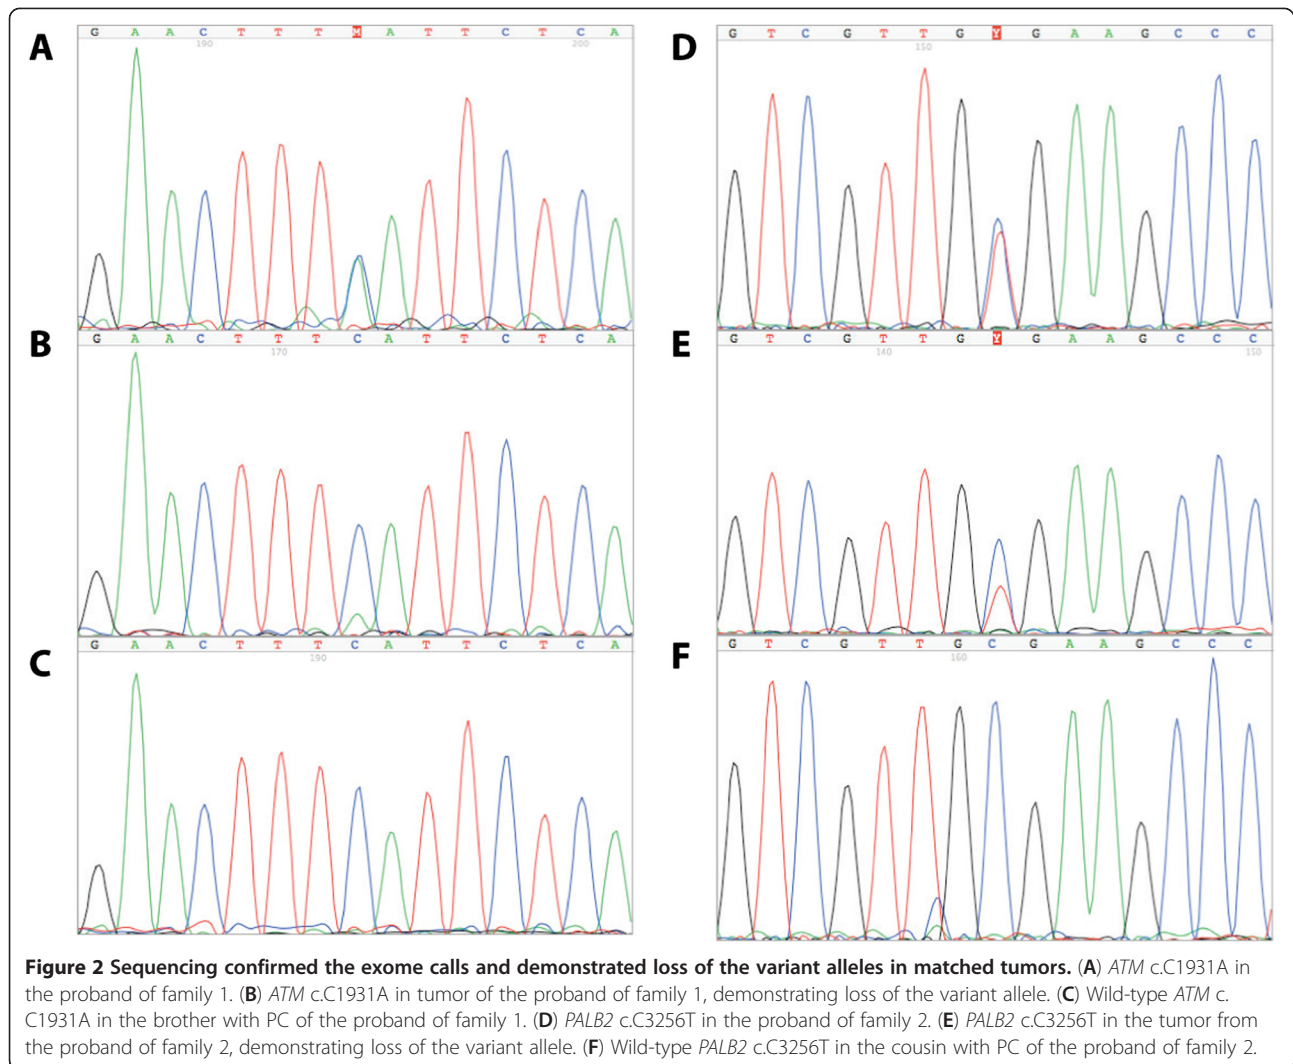 A
G A A C T T T M A T T C T C A
190 200
B
G A A C T T T C A T T C T C A
170
C
G A A C T T T C A T T C T C A
190
D
G T C G T T G Y G A A G C C C
150
E
G T C G T T G Y G A A G C C C
140 150
F
G T C G T T G C G A A G C C C
160
Figure 2 Sequencing confirmed the exome calls and demonstrated loss of the variant alleles in matched tumors. (A) ATM c.C1931A in
the proband of family 1. (B) ATM c.C1931A in tumor of the proband of family 1, demonstrating loss of the variant allele. (C) Wild-type ATM c.
C1931A in the brother with PC of the proband of family 1. (D) PALB2 c.C3256T in the proband of family 2. (E) PALB2 c.C3256T in the tumor from
the proband of family 2, demonstrating loss of the variant allele. (F) Wild-type PALB2 c.C3256T in the cousin with PC of the proband of family 2.